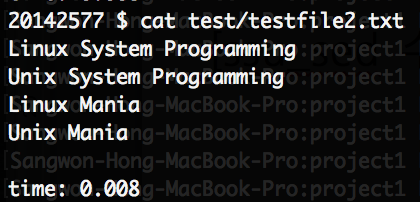 20142577 $ cat test/testfile2.txt
Linux System Programming
Unix System Programming
Linux Mania
Unix Mania
[Sangwon-Hong-MacBook-Pro:project1
time: 0.008